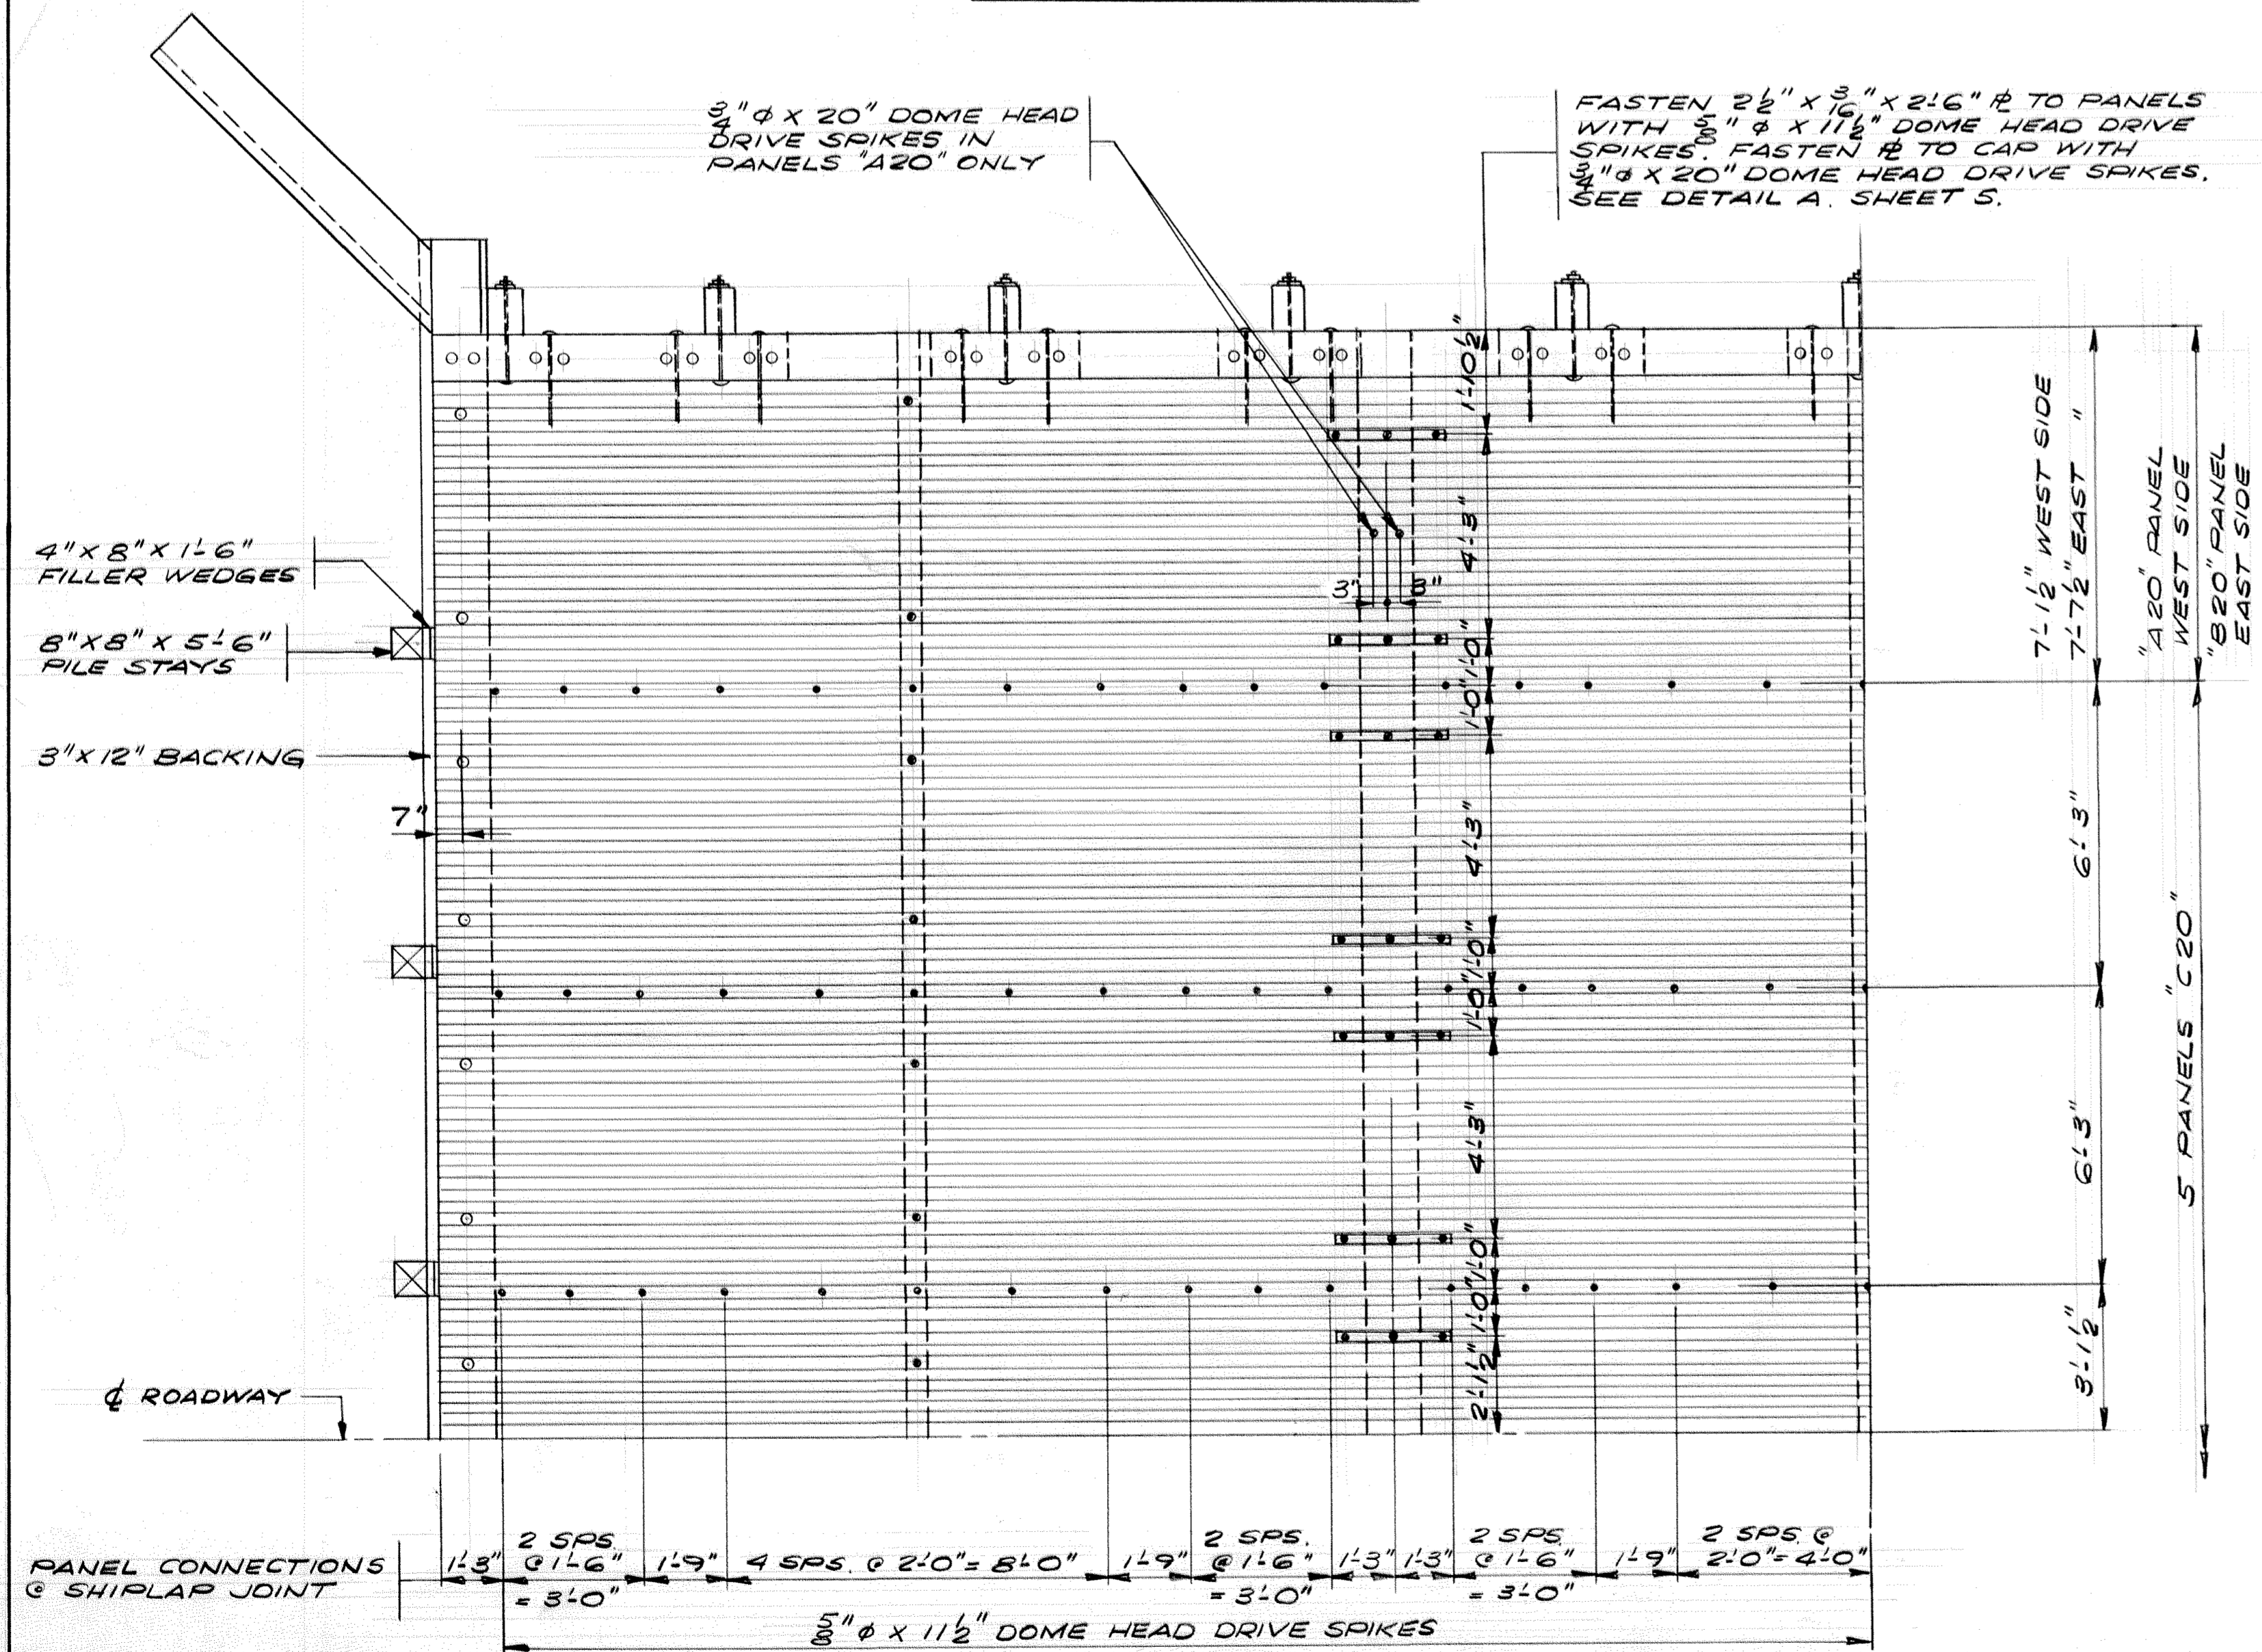 3/4" ϕ X 20" DOME HEAD
DRIVE SPIKES IN
PANELS "A20" ONLY
FASTEN 2 1/2" X 3/16" X 2'-6" ℄ TO PANELS
WITH 5/8" ϕ X 11 1/2" DOME HEAD DRIVE
SPIKES. FASTEN ℄ TO CAP WITH
3/4" ϕ X 20" DOME HEAD DRIVE SPIKES.
SEE DETAIL A. SHEET 5.
4" X 8" X 1'-6"
FILLER WEDGES
8" X 8" X 5'-6"
PILE STAYS
3" X 12" BACKING
7"
℄ ROADWAY
1'-10 1/2"
4'-3"
3"
3"
1'-0"
1'-0"
4'-3"
1'-0"
1'-0"
4'-3"
1'-0"
1'-0"
2'-1 1/2"
7'-1 1/2" WEST SIDE
7'-7 1/2" EAST "
"A20" PANEL
WEST SIDE
"B20" PANEL
EAST SIDE
6'-3"
6'-3"
3'-1 1/2"
5 PANELS "C20"
PANEL CONNECTIONS
@ SHIPLAP JOINT
1'-3"
2 SPS.
@ 1'-6"
= 3'-0"
1'-9"
4 SPS. @ 2'-0" = 8'-0"
1'-9"
2 SPS.
@ 1'-6"
= 3'-0"
1'-3"
1'-3"
2 SPS.
@ 1'-6"
= 3'-0"
1'-9"
2 SPS. @
2'-0" = 4'-0"
5/8" ϕ X 11 1/2" DOME HEAD DRIVE SPIKES